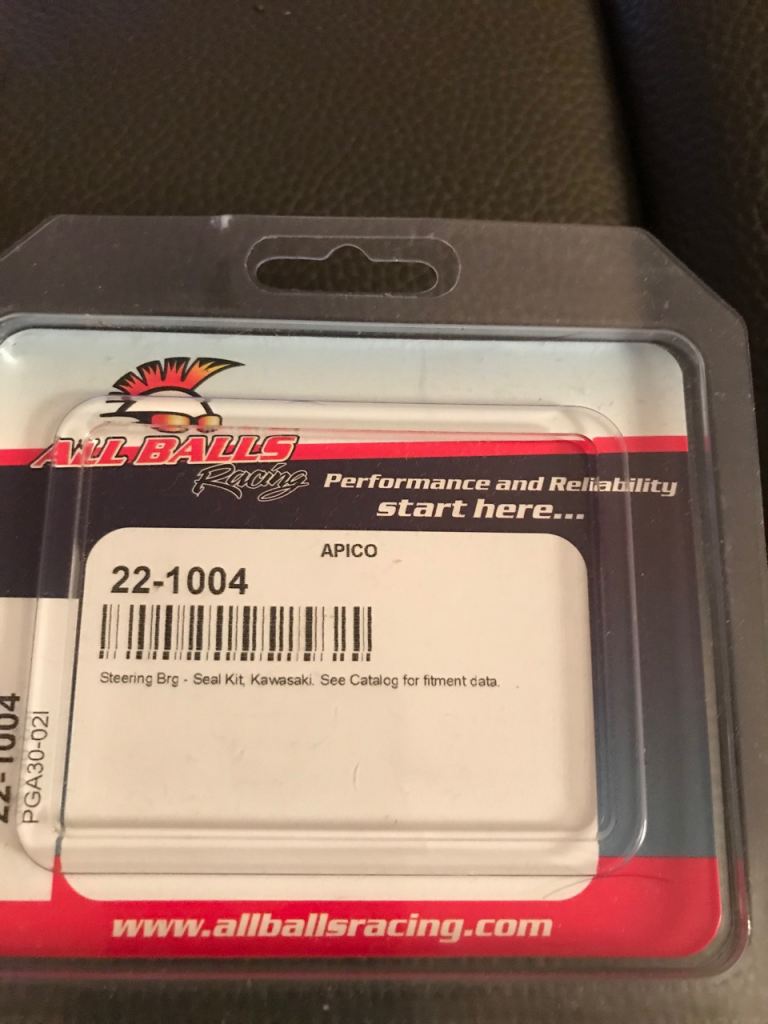 ALL BALLS
Racing
Performance and Reliability
start here...
APICO
22-1004
Steering Brg - Seal Kit, Kawasaki. See Catalog for fitment data.
22-1004
PGA30-02I
www.allballsracing.com